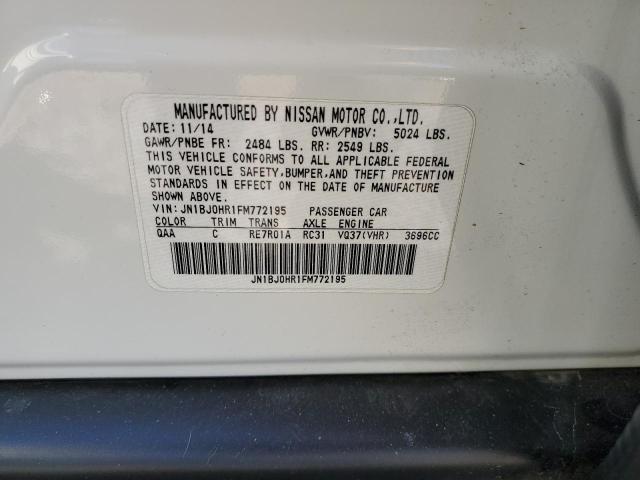 MANUFACTURED BY NISSAN MOTOR CO.,LTD.
DATE: 11/14 GVWR/PNBV: 5024 LBS.
GAWR/PNBE FR: 2484 LBS. RR: 2549 LBS.
THIS VEHICLE CONFORMS TO ALL APPLICABLE FEDERAL
MOTOR VEHICLE SAFETY, BUMPER, AND THEFT PREVENTION
STANDARDS IN EFFECT ON THE DATE OF MANUFACTURE
SHOWN ABOVE.
VIN: JN1BJ0HR1FM772195 PASSENGER CAR
COLOR TRIM TRANS AXLE ENGINE
QAA C RE7R01A RC31 VQ37(VHR) 3696CC
JN1BJ0HR1FM772195